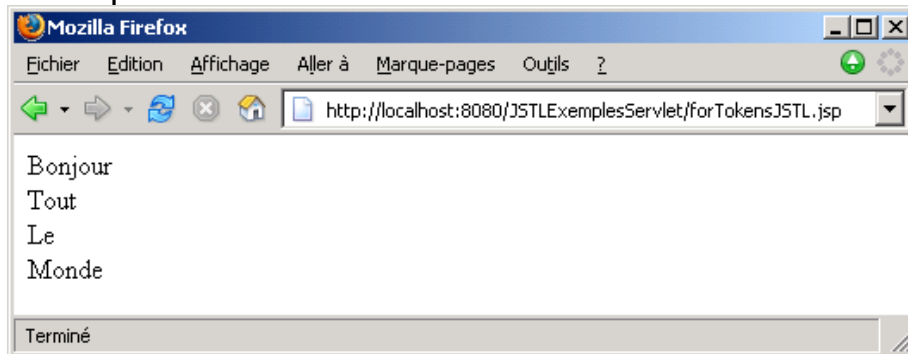 Mozilla Firefox
Fichier Edition Affichage Aller à Marque-pages Outils ?
http://localhost:8080/JSTLExemplesServlet/forTokensJSTL.jsp
Bonjour
Tout
Le
Monde
Terminé